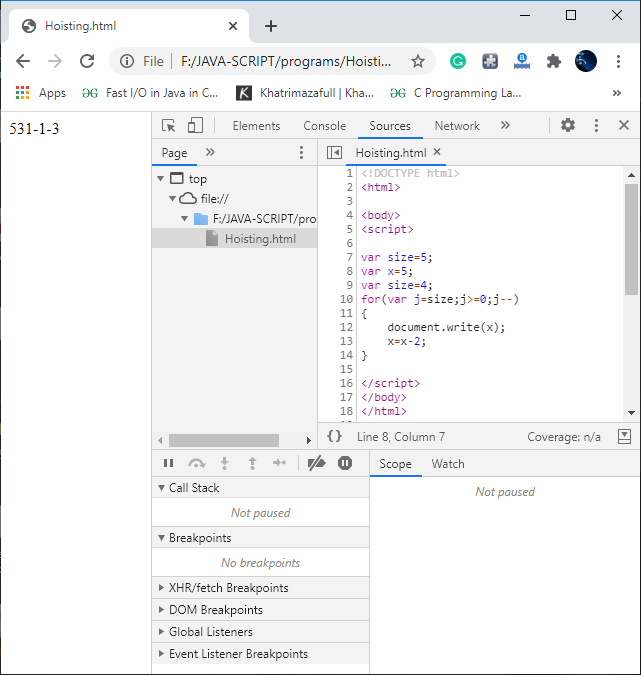 Hoisting.html
File F:/JAVA-SCRIPT/programs/Hoisti...
Apps Fast I/O in Java in C... Khatrimazafull | Kha... C Programming La... »
531-1-3
Elements Console Sources Network »
Page » Hoisting.html
top
file://
F:/JAVA-SCRIPT/pro
Hoisting.html
1 <!DOCTYPE html>
2 <html>
3
4 <body>
5 <script>
6
7 var size=5;
8 var x=5;
9 var size=4;
10 for(var j=size;j>=0;j--)
11 {
12 document.write(x);
13 x=x-2;
14 }
15
16 </script>
17 </body>
18 </html>
{} Line 8, Column 7 Coverage: n/a
Scope Watch
Call Stack
Not paused
Not paused
Breakpoints
No breakpoints
XHR/fetch Breakpoints
DOM Breakpoints
Global Listeners
Event Listener Breakpoints